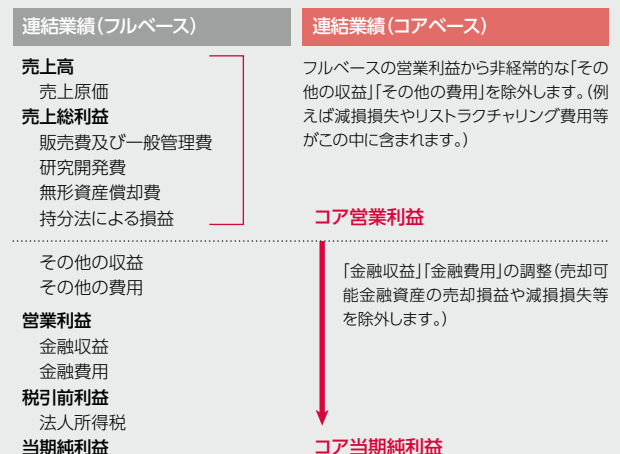 連結業績（フルベース）
売上高
売上原価
売上総利益
販売費及び一般管理費
研究開発費
無形資産償却費
持分法による損益
その他の収益
その他の費用
営業利益
金融収益
金融費用
税引前利益
法人所得税
当期純利益
連結業績（コアベース）
フルベースの営業利益から非経常的な「その
他の収益」「その他の費用」を除外します。（例
えば減損損失やリストラクチャリング費用等
がこの中に含まれます。）
コア営業利益
「金融収益」「金融費用」の調整（売却可
能金融資産の売却損益や減損損失等
を除外します。）
コア当期純利益